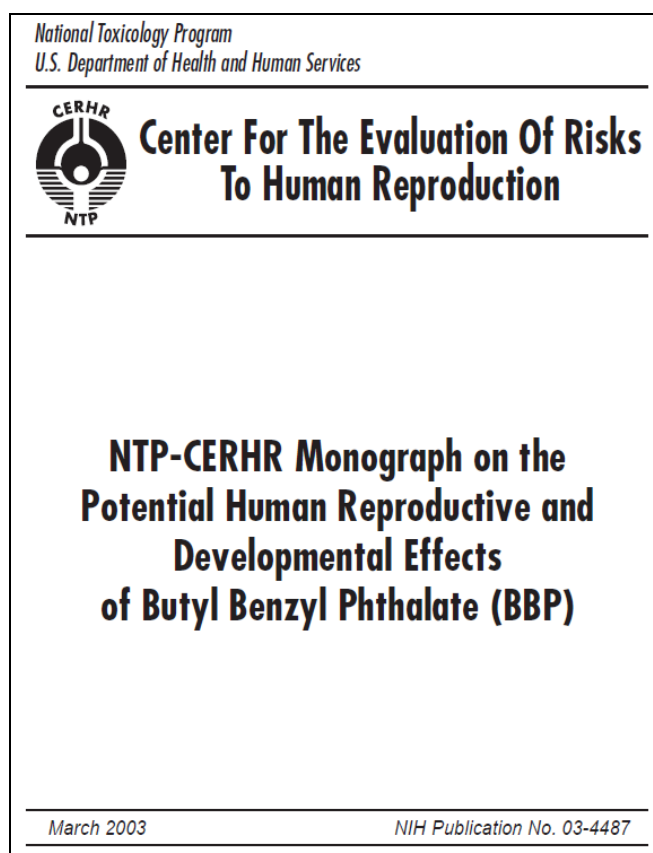 National Toxicology Program
U.S. Department of Health and Human Services
CERHR
NTP
Center For The Evaluation Of Risks
To Human Reproduction
NTP-CERHR Monograph on the
Potential Human Reproductive and
Developmental Effects
of Butyl Benzyl Phthalate (BBP)
March 2003
NIH Publication No. 03-4487